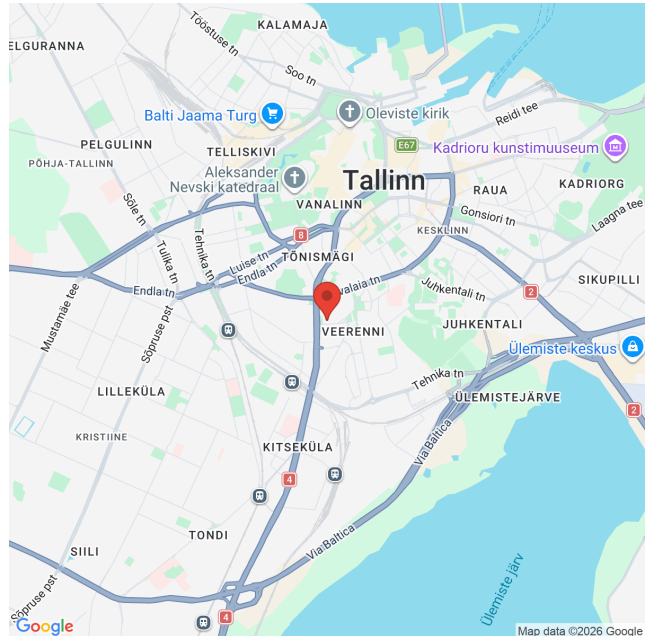 KALAMAJA
Tööstuse tn
ELGURANNA
Soo tn
Balti Jaama Turg
Oleviste kirik
Reidi tee
E67
PELGULINN
TELLISKIVI
Kadrioru kunstimuuseum
PÕHJA-TALLINN
Aleksander
Nevski katedraal
Tallinn
RAUA
KADRIORG
VANALINN
Sõle tn
Gonsiori tn
Laagna tee
KESKLINN
8
Tulika tn
Tehnika tn
Luise tn
Endla tn
TÕNISMÄGI
SIKUPILLI
Endla tn
valaia tn
Juhkentali tn
2
Mustamäe tee
Sõpruse pst
VEERENNI
JUHKENTALI
Ülemiste keskus
Tehnika tn
LILLEKÜLA
ÜLEMISTEJÄRVE
2
KRISTIINE
Via Baltica
KITSEKÜLA
4
TONDI
Via Baltica
SIILI
Ülemiste järv
Sõpruse pst
4
Google
Map data ©2026 Google